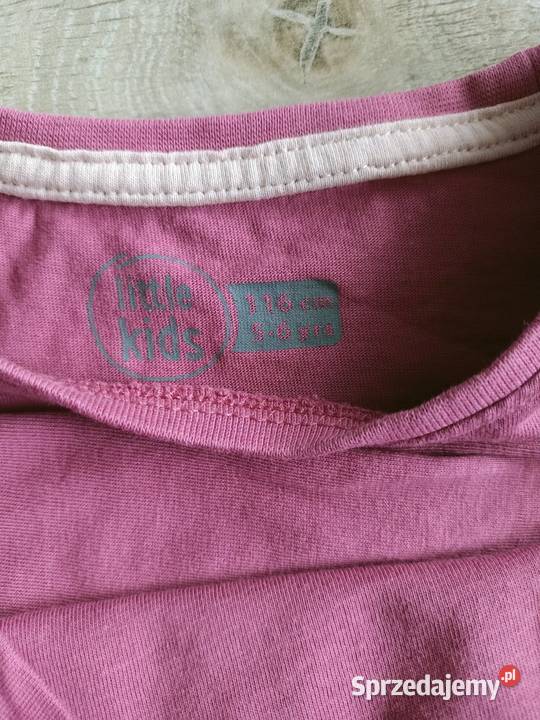 little
kids
116 cm
5-6 yrs
Sprzedajemy.pl